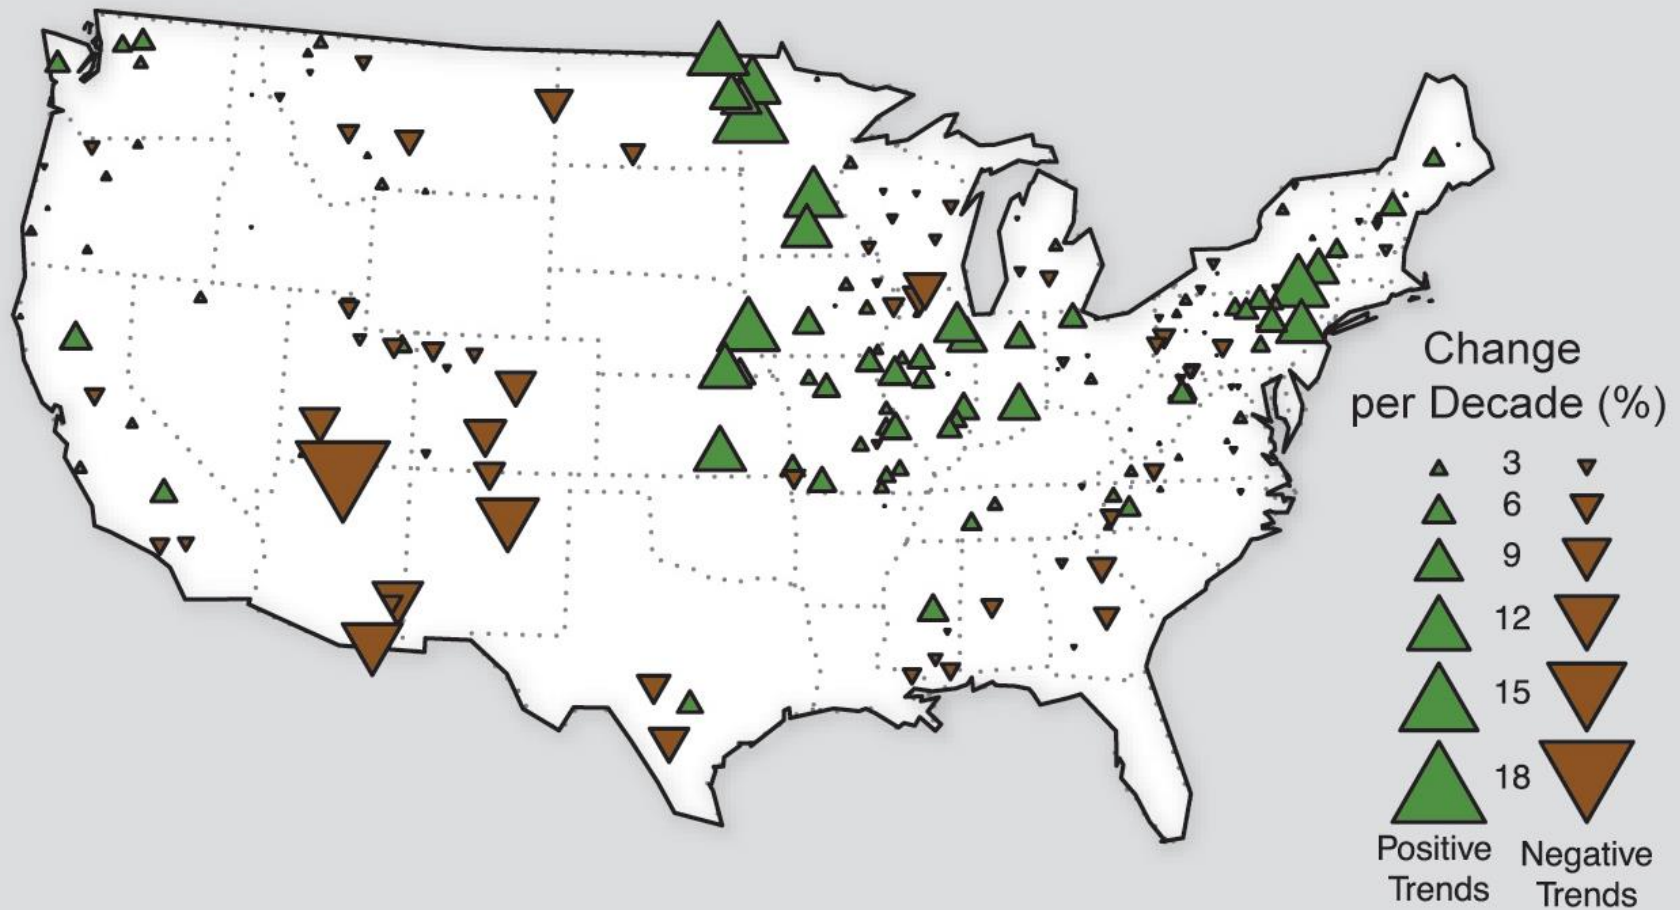 Change
per Decade (%)
3
6
9
12
15
18
Positive
Trends
Negative
Trends